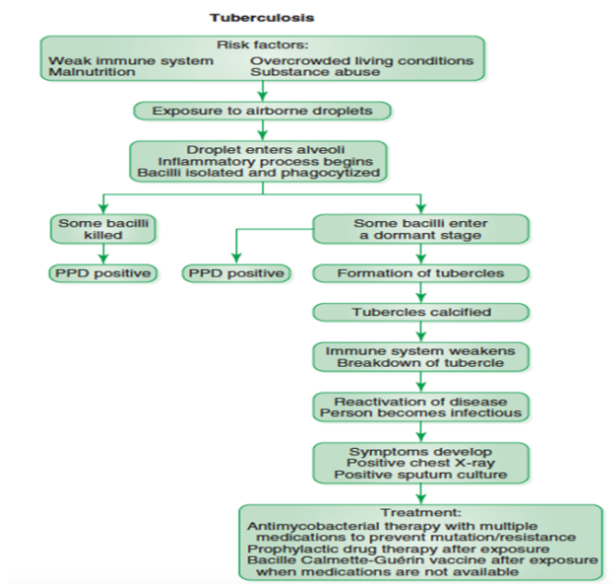 Tuberculosis
Risk factors:
Weak immune system Overcrowded living conditions
Malnutrition Substance abuse
Exposure to airborne droplets
Droplet enters alveoli
Inflammatory process begins
Bacilli isolated and phagocytized
Some bacilli
killed
Some bacilli enter
a dormant stage
PPD positive
PPD positive
Formation of tubercles
Tubercles calcified
Immune system weakens
Breakdown of tubercle
Reactivation of disease
Person becomes infectious
Symptoms develop
Positive chest X-ray
Positive sputum culture
Treatment:
Antimycobacterial therapy with multiple
medications to prevent mutation/resistance
Prophylactic drug therapy after exposure
Bacille Calmette-Guérin vaccine after exposure
when medications are not available